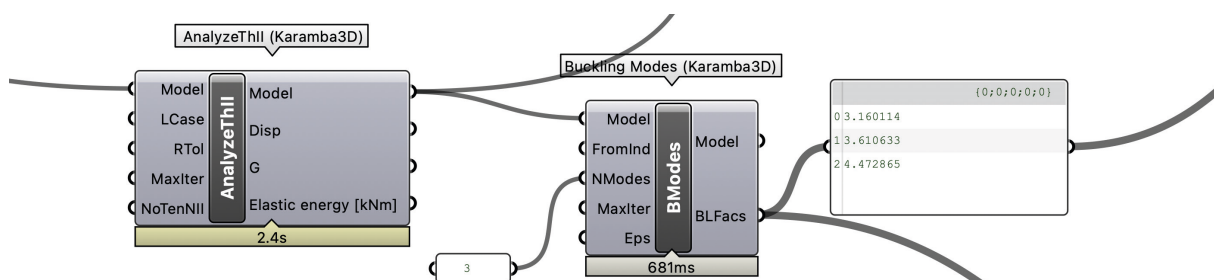 AnalyzeThII (Karamba3D)
Model
LCase
RTol
MaxIter
NoTenNII
AnalyzeThII
Model
Disp
G
Elastic energy [kNm]
2.4s
Buckling Modes (Karamba3D)
Model
FromInd
NModes
MaxIter
Eps
BModes
Model
BLFacs
681ms
3
{0;0;0;0;0}
0 3.160114
1 3.610633
2 4.472865